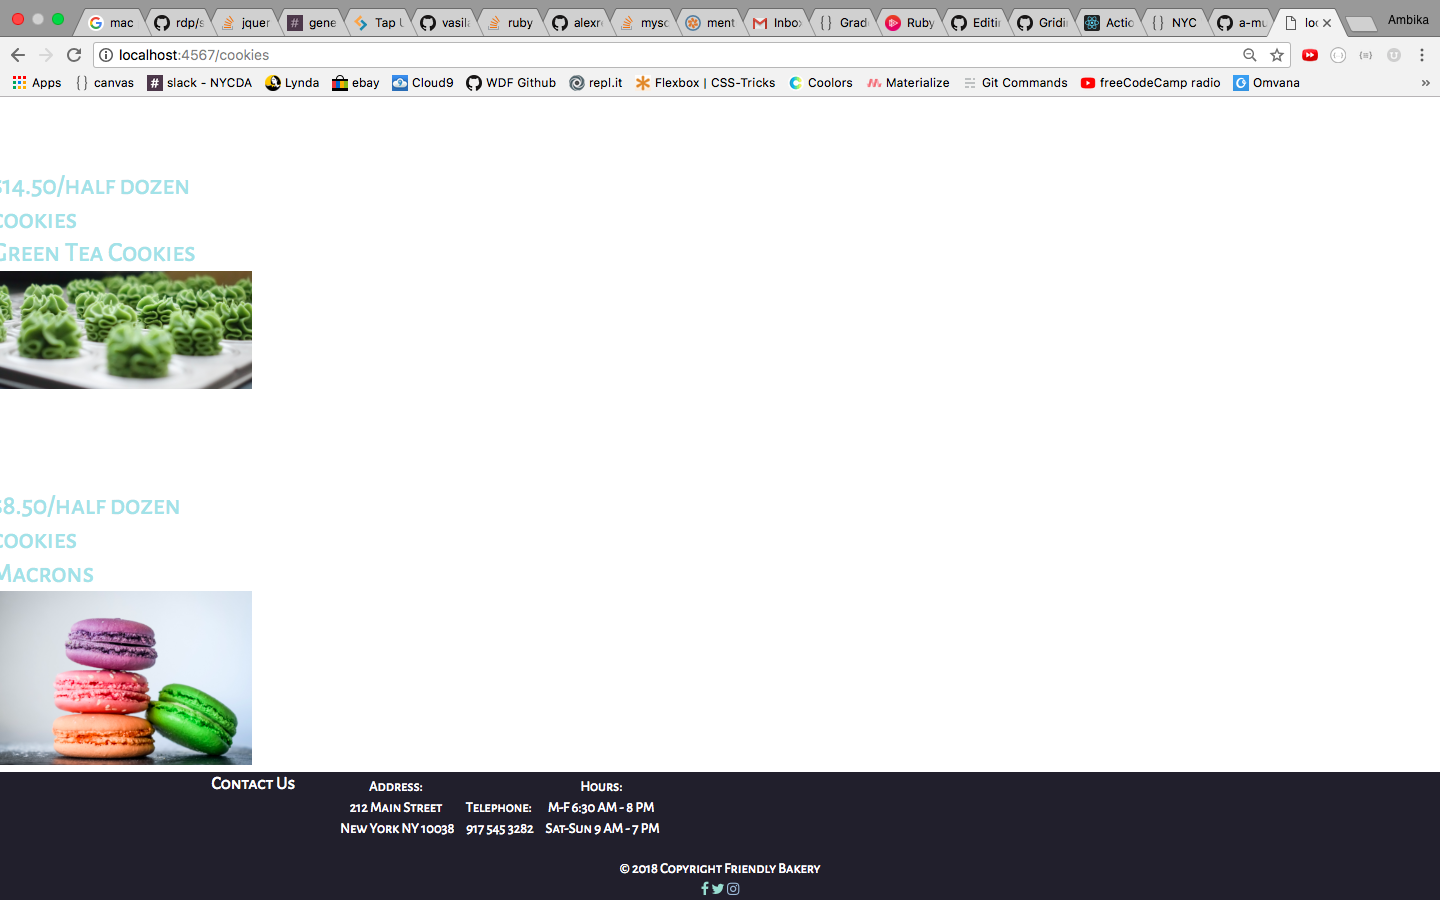 mac
rdp/s
jquer
gene
Tap U
vasila
ruby
alexr
mysq
ment
Inbox
Grad
Ruby
Editin
Gridi
Actio
NYC
a-mu
loc
Ambika
localhost:4567/cookies
Apps
canvas
slack - NYCDA
Lynda
ebay
Cloud9
WDF Github
repl.it
Flexbox | CSS-Tricks
Coolors
Materialize
Git Commands
freeCodeCamp radio
Omvana
»
$14.50/half dozen
cookies
Green Tea Cookies
$8.50/half dozen
cookies
Macrons
Contact Us
Address:
212 Main Street
New York NY 10038
Telephone:
917 545 3282
Hours:
M-F 6:30 AM - 8 PM
Sat-Sun 9 AM - 7 PM
© 2018 Copyright Friendly Bakery